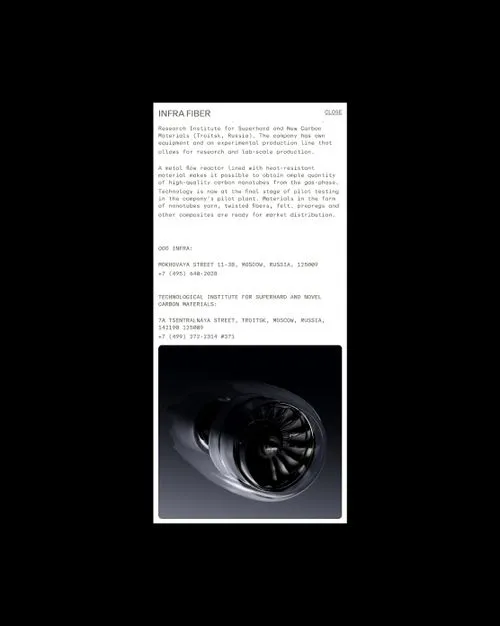 INFRA FIBER
CLOSE
Research Institute for Superhard and New Carbon
Materials (Troitsk, Russia). The company has own
equipment and an experimental production line that
allows for research and lab-scale production.
A metal flow reactor lined with heat-resistant
material makes it possible to obtain ample quantity
of high-quality carbon nanotubes from the gas-phase.
Technology is now at the final stage of pilot testing
in the company's pilot plant. Materials in the form
of nanotubes yarn, twisted fibers, felt, prepregs and
other composites are ready for market distribution.
OOO INFRA:
MOKHOVAYA STREET 11-3B, MOSCOW, RUSSIA, 125009
+7 (495) 640-2020
TECHNOLOGICAL INSTITUTE FOR SUPERHARD AND NOVEL
CARBON MATERIALS:
7A TSENTRALNAYA STREET, TROITSK, MOSCOW, RUSSIA,
142190 125009
+7 (499) 272-2314 #371